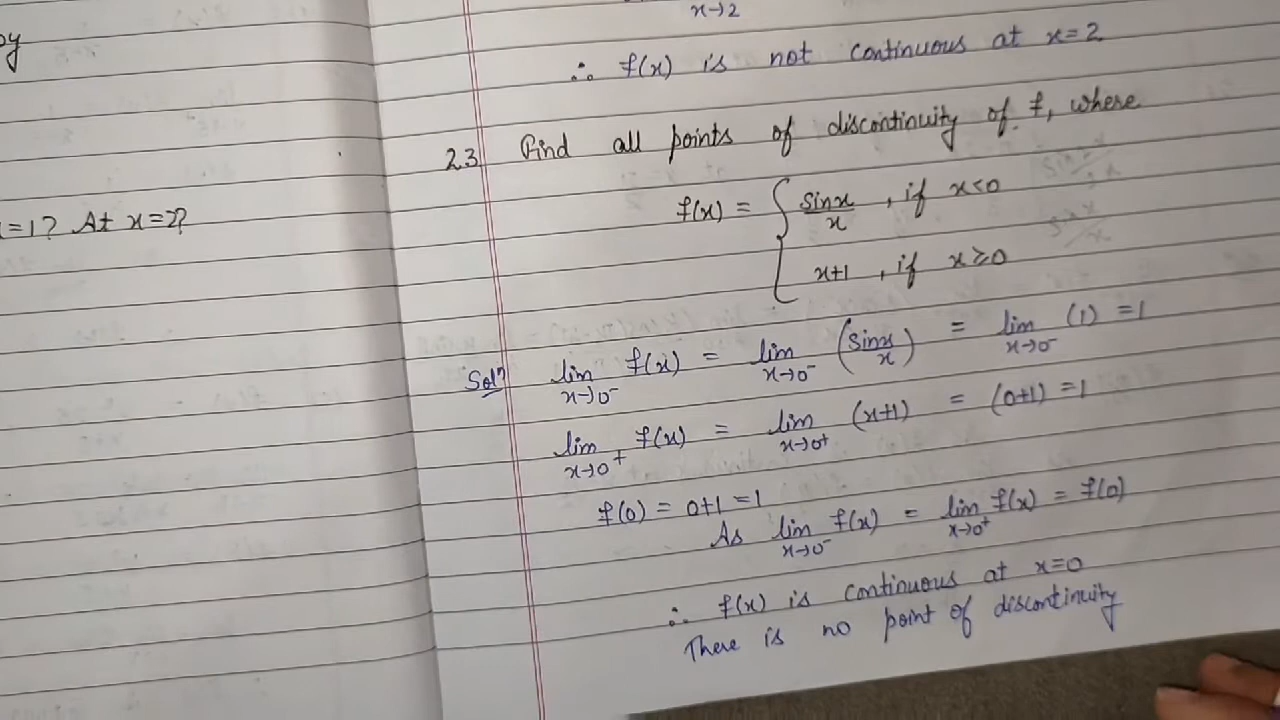 x→2
∴ f(x) is not continuous at x=2
=1? At x=2?
23. Find all points of discontinuity of f, where
f(x) = { sinx/x , if x<0
x+1 , if x≥0
Solⁿ lim x→0⁻ f(x) = lim x→0⁻ (sinx/x) = lim x→0⁻ (1) = 1
lim x→0⁺ f(x) = lim x→0⁺ (x+1) = (0+1) = 1
f(0) = 0+1 = 1
As lim x→0⁻ f(x) = lim x→0⁺ f(x) = f(0)
∴ f(x) is continuous at x=0
There is no point of discontinuity